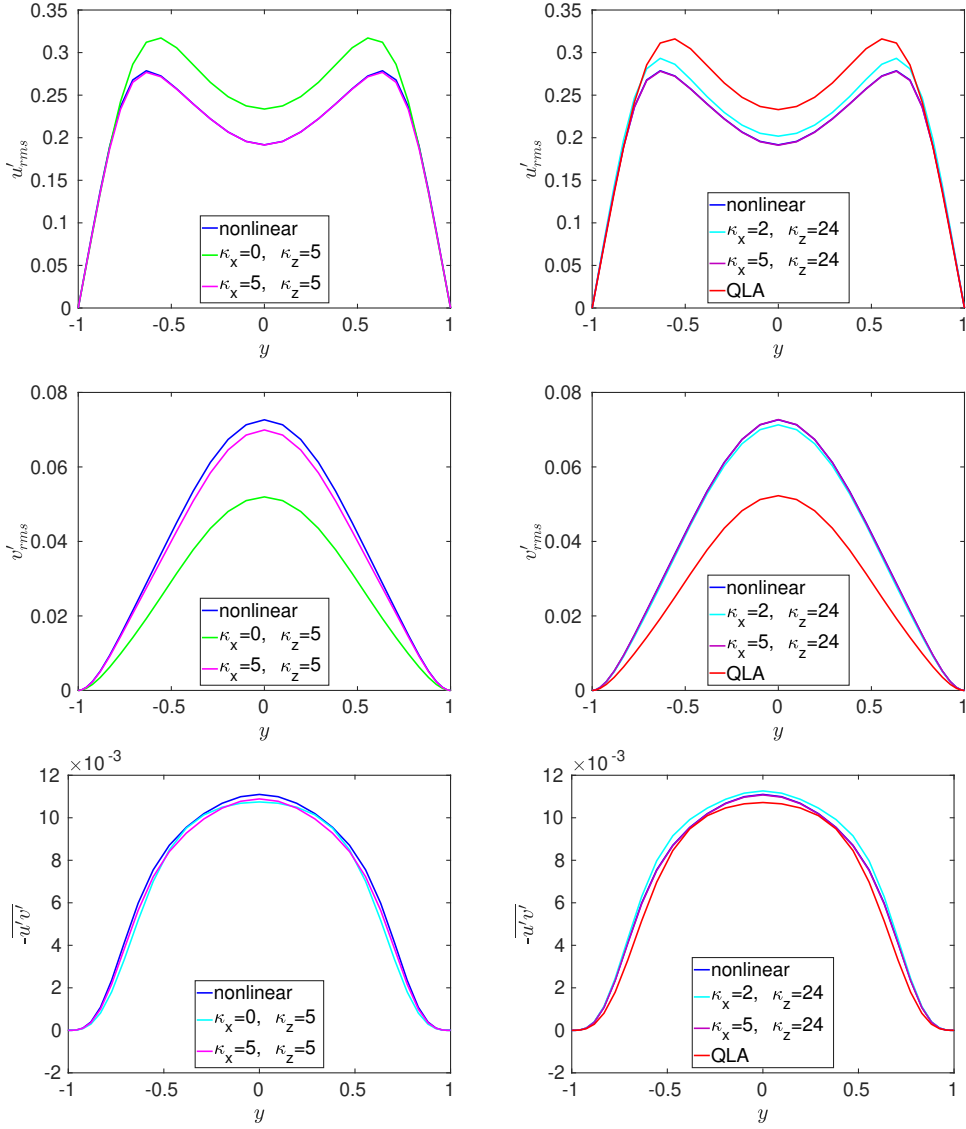 0.35
0.3
0.25
0.2
0.15
0.1
0.05
0
u'rms
nonlinear
κx=0, κz=5
κx=5, κz=5
-1 -0.5 0 0.5 1
y
0.35
0.3
0.25
0.2
0.15
0.1
0.05
0
u'rms
nonlinear
κx=2, κz=24
κx=5, κz=24
QLA
-1 -0.5 0 0.5 1
y
0.08
0.06
0.04
0.02
0
v'rms
nonlinear
κx=0, κz=5
κx=5, κz=5
-1 -0.5 0 0.5 1
y
0.08
0.06
0.04
0.02
0
v'rms
nonlinear
κx=2, κz=24
κx=5, κz=24
QLA
-1 -0.5 0 0.5 1
y
×10-3
12
10
8
6
4
2
0
-2
-u'v'
nonlinear
κx=0, κz=5
κx=5, κz=5
-1 -0.5 0 0.5 1
y
×10-3
12
10
8
6
4
2
0
-2
-u'v'
nonlinear
κx=2, κz=24
κx=5, κz=24
QLA
-1 -0.5 0 0.5 1
y